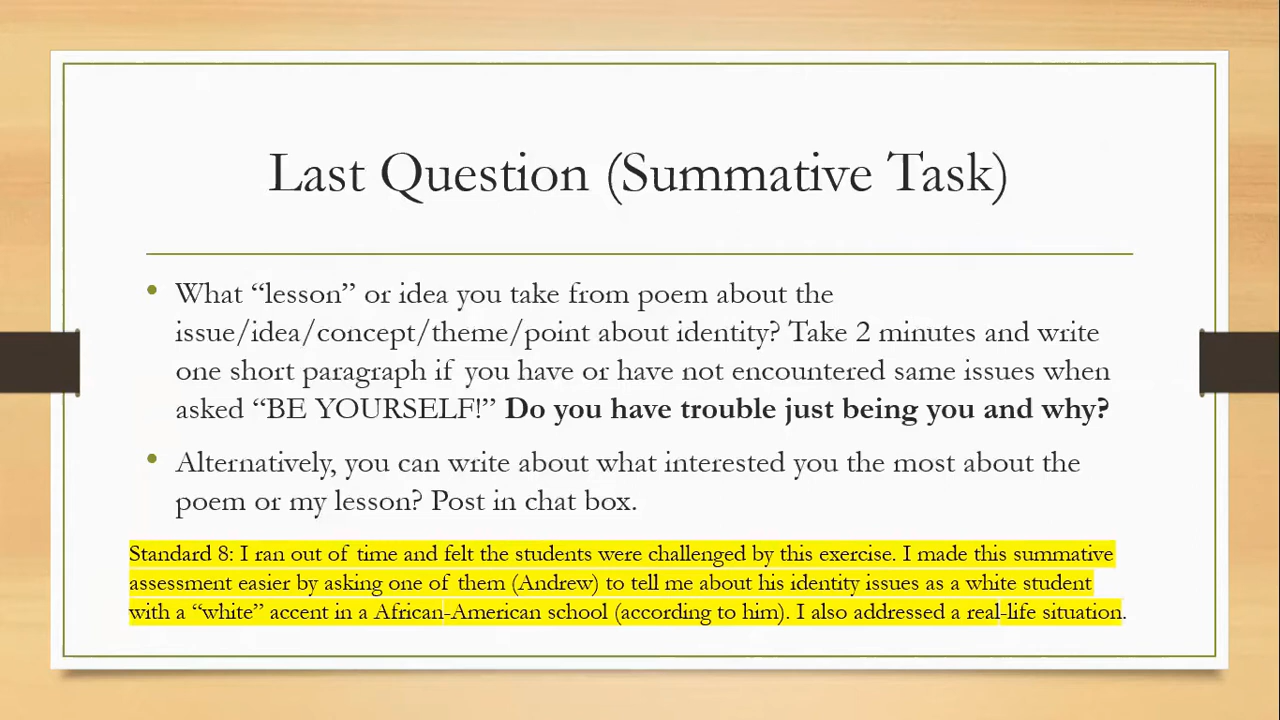 Last Question (Summative Task)
• What “lesson” or idea you take from poem about the
issue/idea/concept/theme/point about identity? Take 2 minutes and write
one short paragraph if you have or have not encountered same issues when
asked “BE YOURSELF!” Do you have trouble just being you and why?
• Alternatively, you can write about what interested you the most about the
poem or my lesson? Post in chat box.
Standard 8: I ran out of time and felt the students were challenged by this exercise. I made this summative
assessment easier by asking one of them (Andrew) to tell me about his identity issues as a white student
with a “white” accent in a African-American school (according to him). I also addressed a real-life situation.